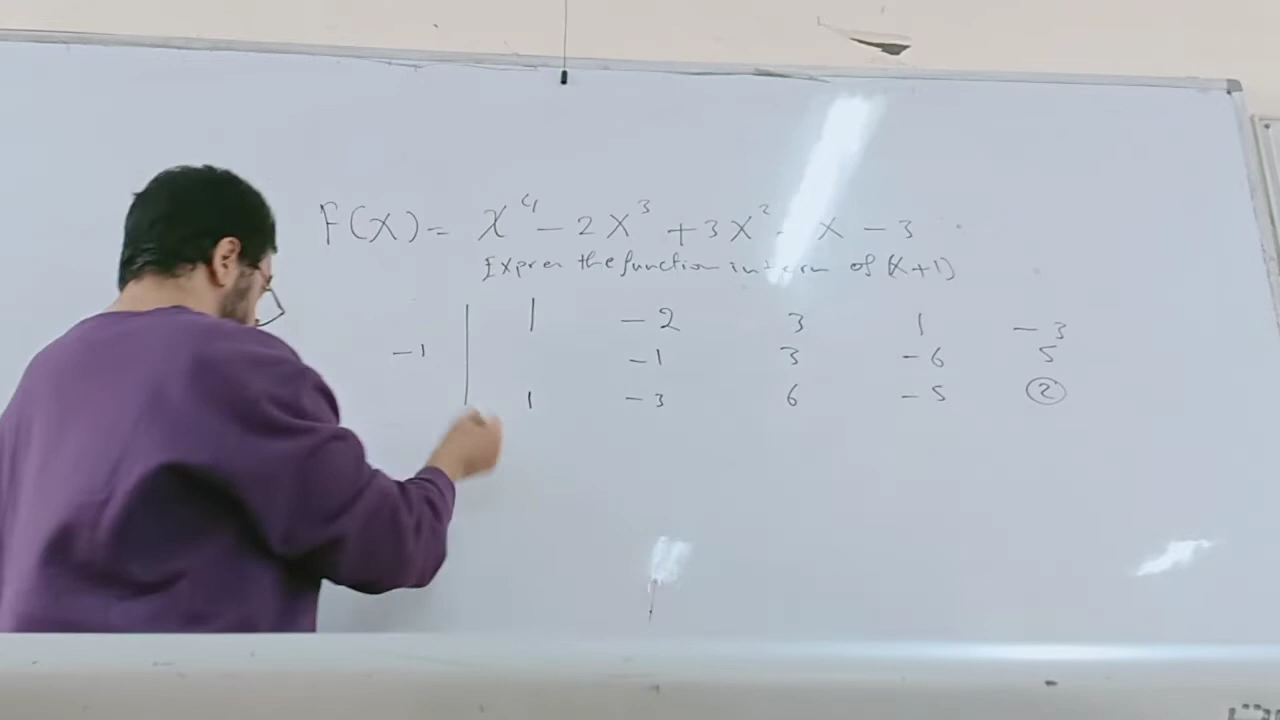 F(X) = X⁴ - 2X³ + 3X² - X - 3
Expres the function in term of (X+1)
1 -2 3 1 -3
-1 -1 3 -6 5
1 -3 6 -5 2